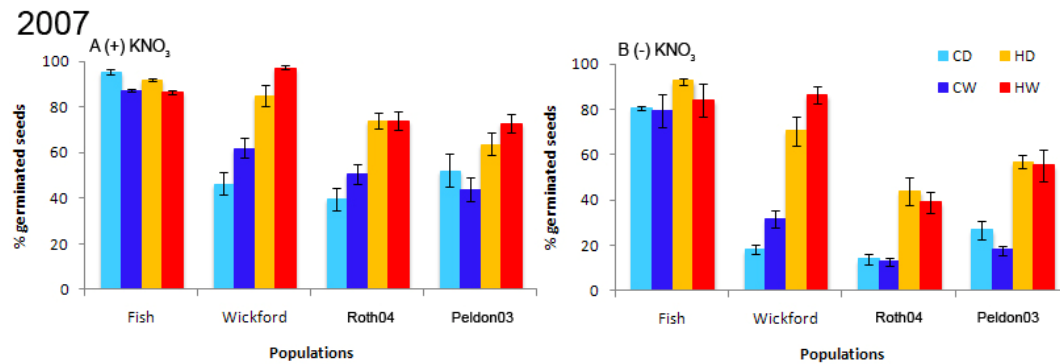 2007
A (+) KNO₃
% germinated seeds
100
80
60
40
20
0
Fish Wickford Roth04 Peldon03
Populations
B (-) KNO₃
CD HD
CW HW
% germinated seeds
100
80
60
40
20
0
Fish Wickford Roth04 Peldon03
Populations